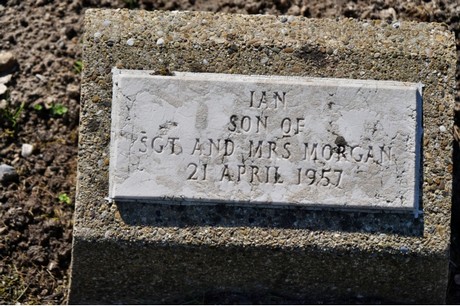 IAN
SON OF
SGT. AND MRS MORGAN
21 APRIL 1957